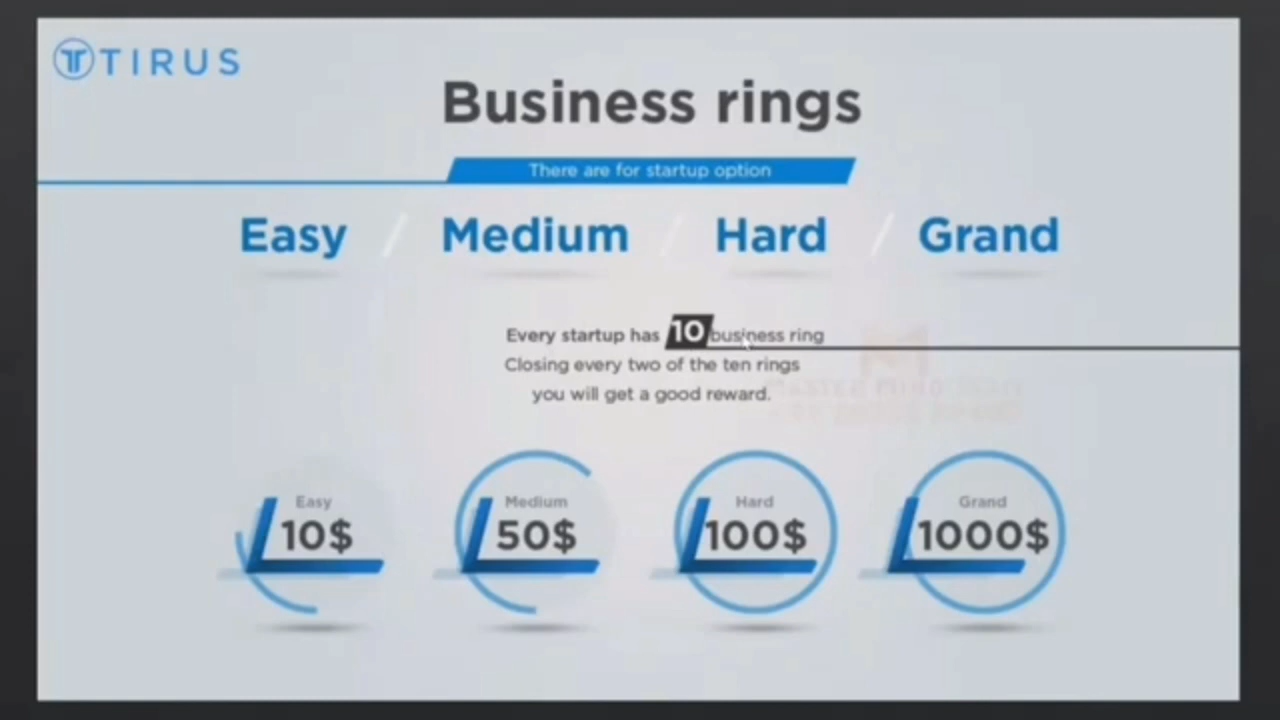 TIRUS
Business rings
There are for startup option
Easy / Medium / Hard / Grand
Every startup has 10 business ring
Closing every two of the ten rings
you will get a good reward.
Easy
10$
Medium
50$
Hard
100$
Grand
1000$